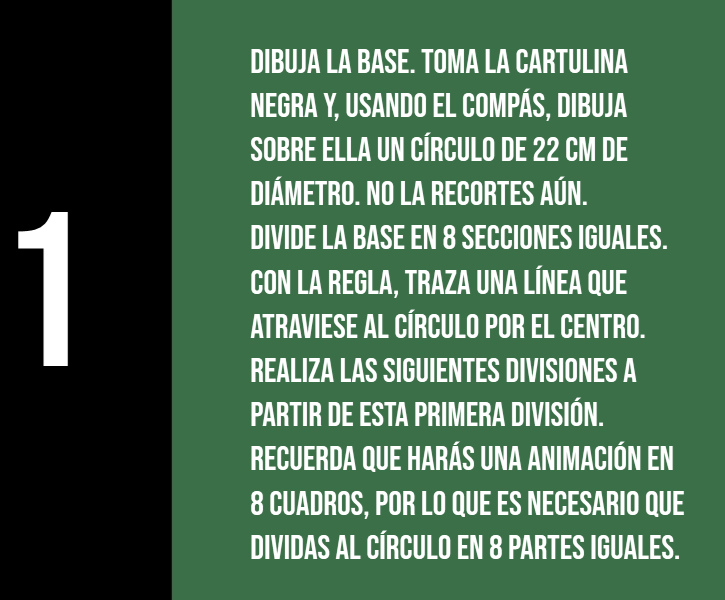 1
DIBUJA LA BASE. TOMA LA CARTULINA
NEGRA Y, USANDO EL COMPÁS, DIBUJA
SOBRE ELLA UN CÍRCULO DE 22 CM DE
DIÁMETRO. NO LA RECORTES AÚN.
DIVIDE LA BASE EN 8 SECCIONES IGUALES.
CON LA REGLA, TRAZA UNA LÍNEA QUE
ATRAVIESE AL CÍRCULO POR EL CENTRO.
REALIZA LAS SIGUIENTES DIVISIONES A
PARTIR DE ESTA PRIMERA DIVISIÓN.
RECUERDA QUE HARÁS UNA ANIMACIÓN EN
8 CUADROS, POR LO QUE ES NECESARIO QUE
DIVIDAS AL CÍRCULO EN 8 PARTES IGUALES.